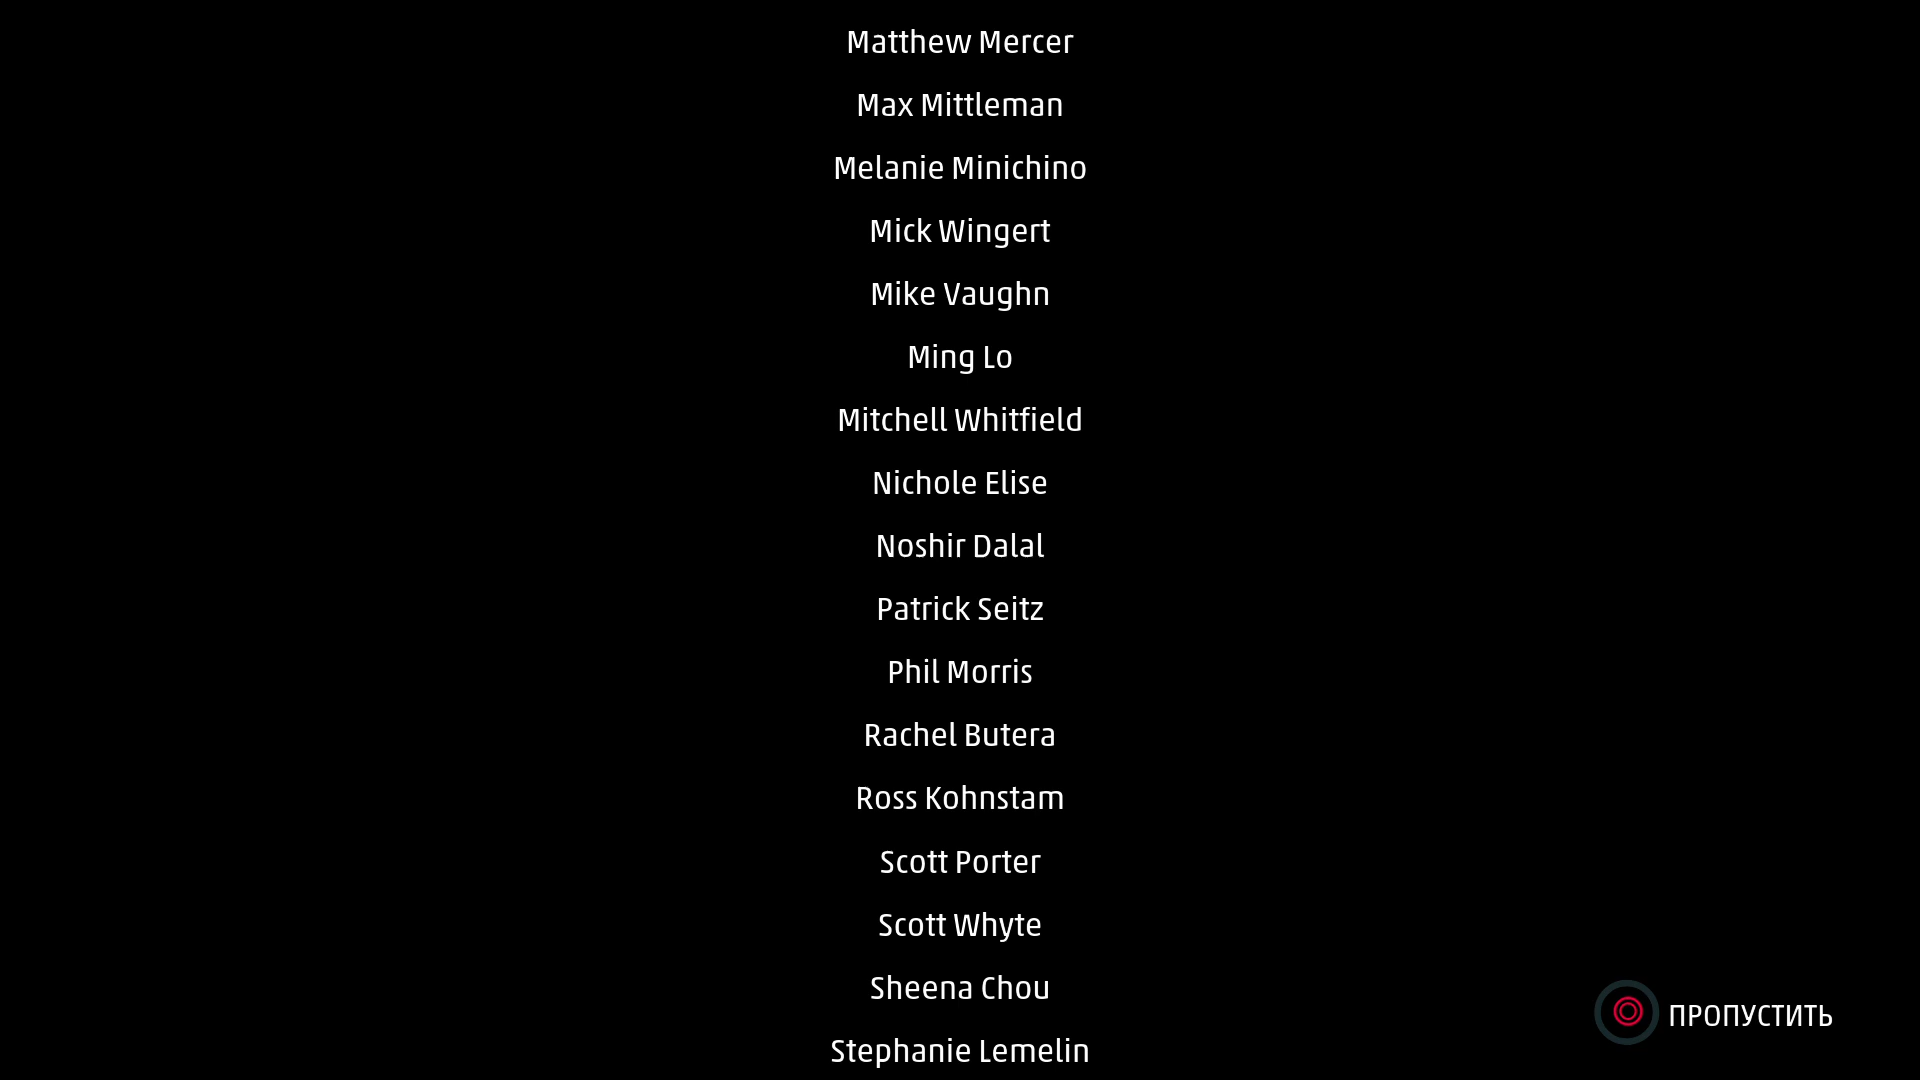 Matthew Mercer
Max Mittleman
Melanie Minichino
Mick Wingert
Mike Vaughn
Ming Lo
Mitchell Whitfield
Nichole Elise
Noshir Dalal
Patrick Seitz
Phil Morris
Rachel Butera
Ross Kohnstam
Scott Porter
Scott Whyte
Sheena Chou
Stephanie Lemelin
ПРОПУСТИТЬ